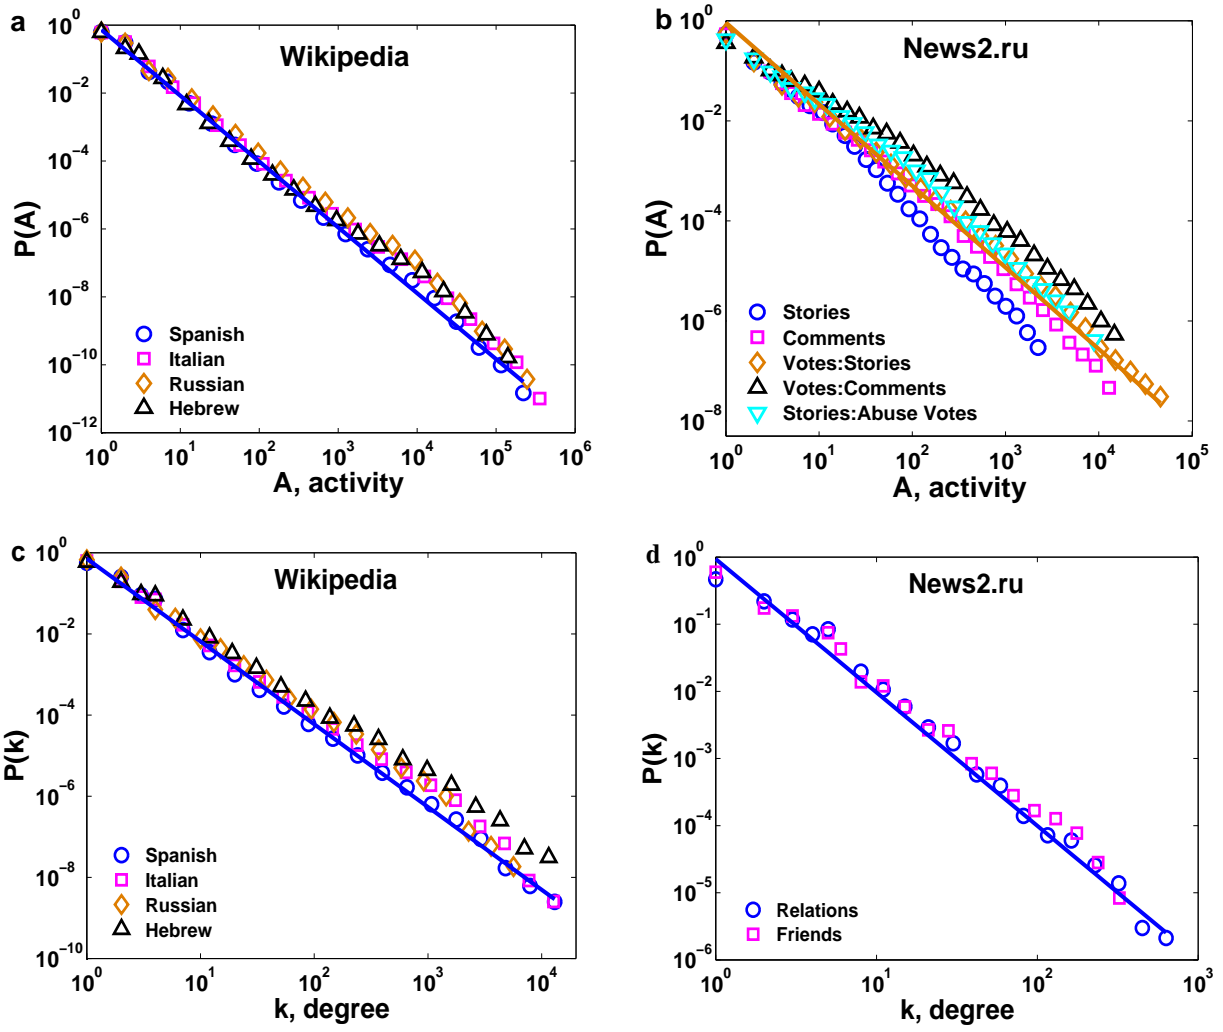 a
Wikipedia
P(A)
10^0
10^−2
10^−4
10^−6
10^−8
10^−10
10^−12
Spanish
Italian
Russian
Hebrew
10^0 10^1 10^2 10^3 10^4 10^5 10^6
A, activity
b
News2.ru
P(A)
10^0
10^−2
10^−4
10^−6
10^−8
Stories
Comments
Votes:Stories
Votes:Comments
Stories:Abuse Votes
10^0 10^1 10^2 10^3 10^4 10^5
A, activity
c
Wikipedia
P(k)
10^0
10^−2
10^−4
10^−6
10^−8
10^−10
Spanish
Italian
Russian
Hebrew
10^0 10^1 10^2 10^3 10^4
k, degree
d
News2.ru
P(k)
10^0
10^−1
10^−2
10^−3
10^−4
10^−5
10^−6
Relations
Friends
10^0 10^1 10^2 10^3
k, degree